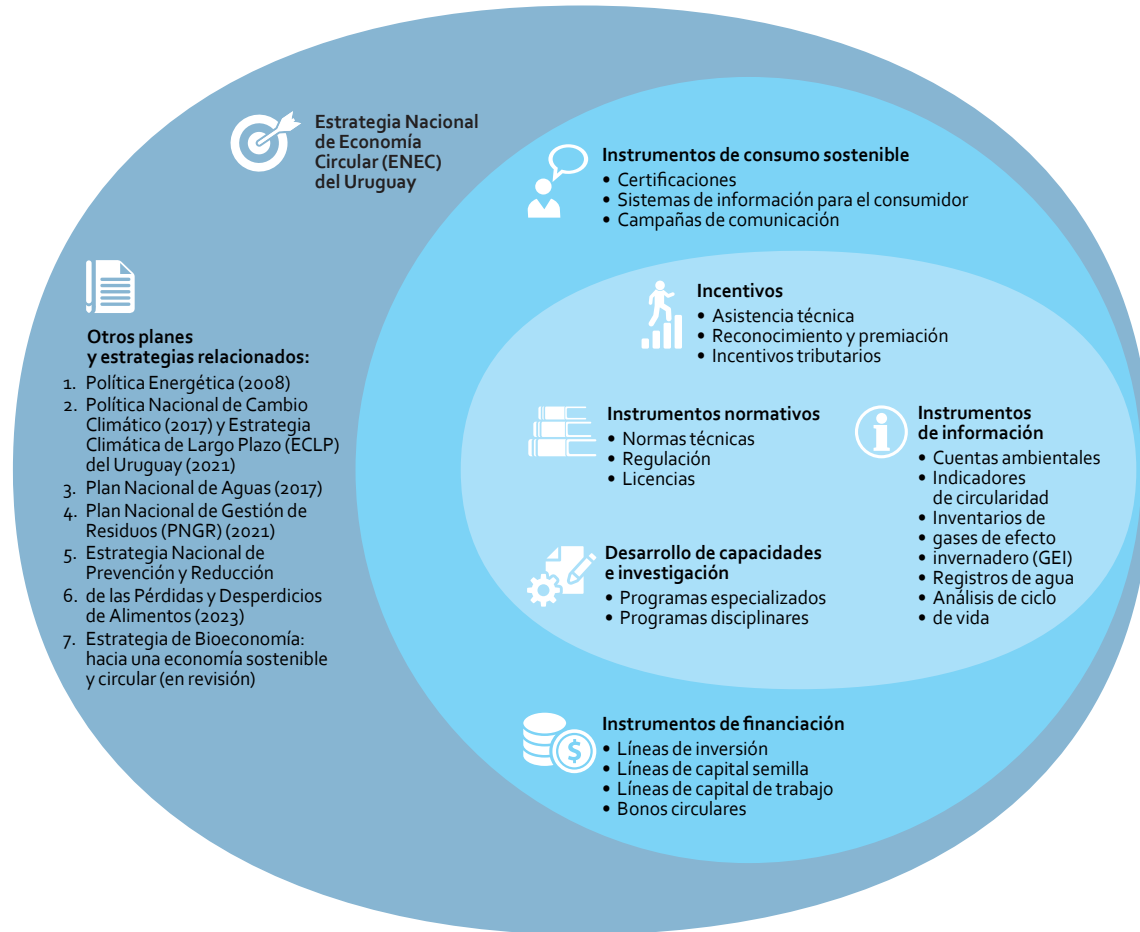 Estrategia Nacional
de Economía
Circular (ENEC)
del Uruguay
Otros planes
y estrategias relacionados:
1. Política Energética (2008)
2. Política Nacional de Cambio
Climático (2017) y Estrategia
Climática de Largo Plazo (ECLP)
del Uruguay (2021)
3. Plan Nacional de Aguas (2017)
4. Plan Nacional de Gestión de
Residuos (PNGR) (2021)
5. Estrategia Nacional de
Prevención y Reducción
6. de las Pérdidas y Desperdicios
de Alimentos (2023)
7. Estrategia de Bioeconomía:
hacia una economía sostenible
y circular (en revisión)
Instrumentos de consumo sostenible
• Certificaciones
• Sistemas de información para el consumidor
• Campañas de comunicación
Incentivos
• Asistencia técnica
• Reconocimiento y premiación
• Incentivos tributarios
Instrumentos normativos
• Normas técnicas
• Regulación
• Licencias
Instrumentos
de información
• Cuentas ambientales
• Indicadores
de circularidad
• Inventarios de
• gases de efecto
• invernadero (GEI)
• Registros de agua
• Análisis de ciclo
• de vida
Desarrollo de capacidades
e investigación
• Programas especializados
• Programas disciplinares
Instrumentos de financiación
• Líneas de inversión
• Líneas de capital semilla
• Líneas de capital de trabajo
• Bonos circulares